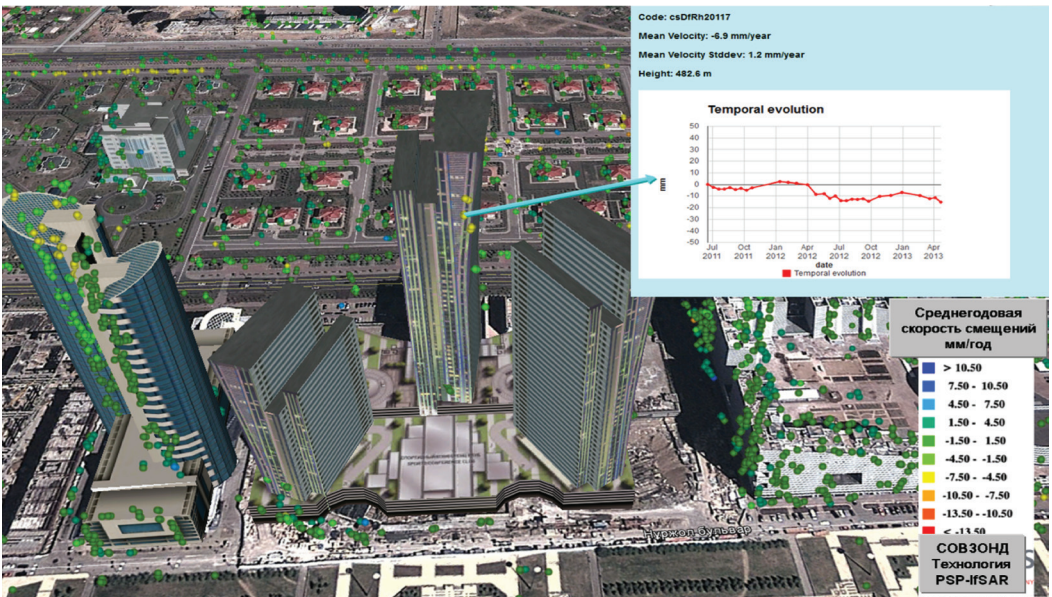 Code: csDfRh20117
Mean Velocity: -6.9 mm/year
Mean Velocity Stddev: 1.2 mm/year
Height: 482.6 m
Temporal evolution
50
40
30
20
10
0
-10
-20
-30
-40
-50
mm
Jul Oct Jan Apr Jul Oct Jan Apr
2011 2011 2012 2012 2012 2012 2013 2013
date
Temporal evolution
Среднегодовая
скорость смещений
мм/год
> 10.50
7.50 - 10.50
4.50 - 7.50
1.50 - 4.50
-1.50 - 1.50
-4.50 - -1.50
-7.50 - -4.50
-10.50 - -7.50
-13.50 - -10.50
< -13.50
Нуржол бульвар
СОВЗОНД
Технология
PSP-IfSAR